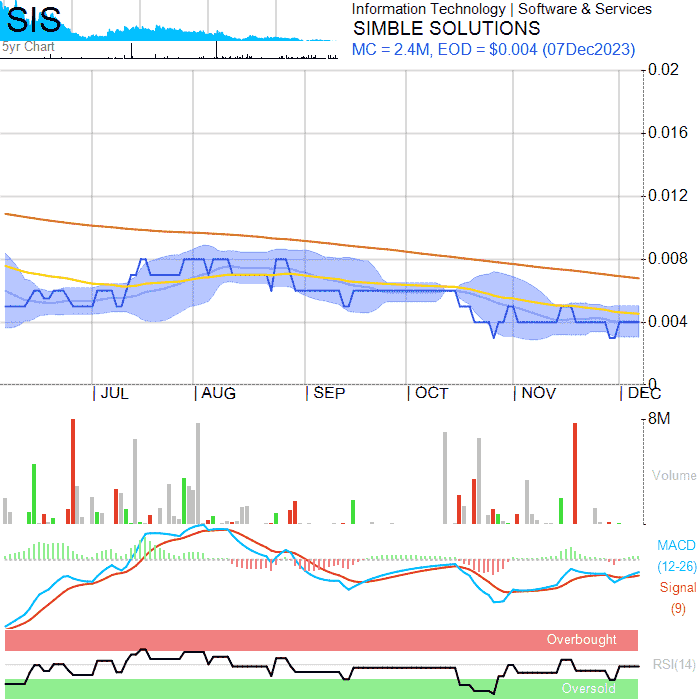 SIS
5yr Chart
Information Technology | Software & Services
SIMBLE SOLUTIONS
MC = 2.4M, EOD = $0.004 (07Dec2023)
0.02
0.016
0.012
0.008
0.004
0
JUL AUG SEP OCT NOV DEC
8M
Volume
MACD
(12-26)
Signal
(9)
Overbought
RSI(14)
Oversold